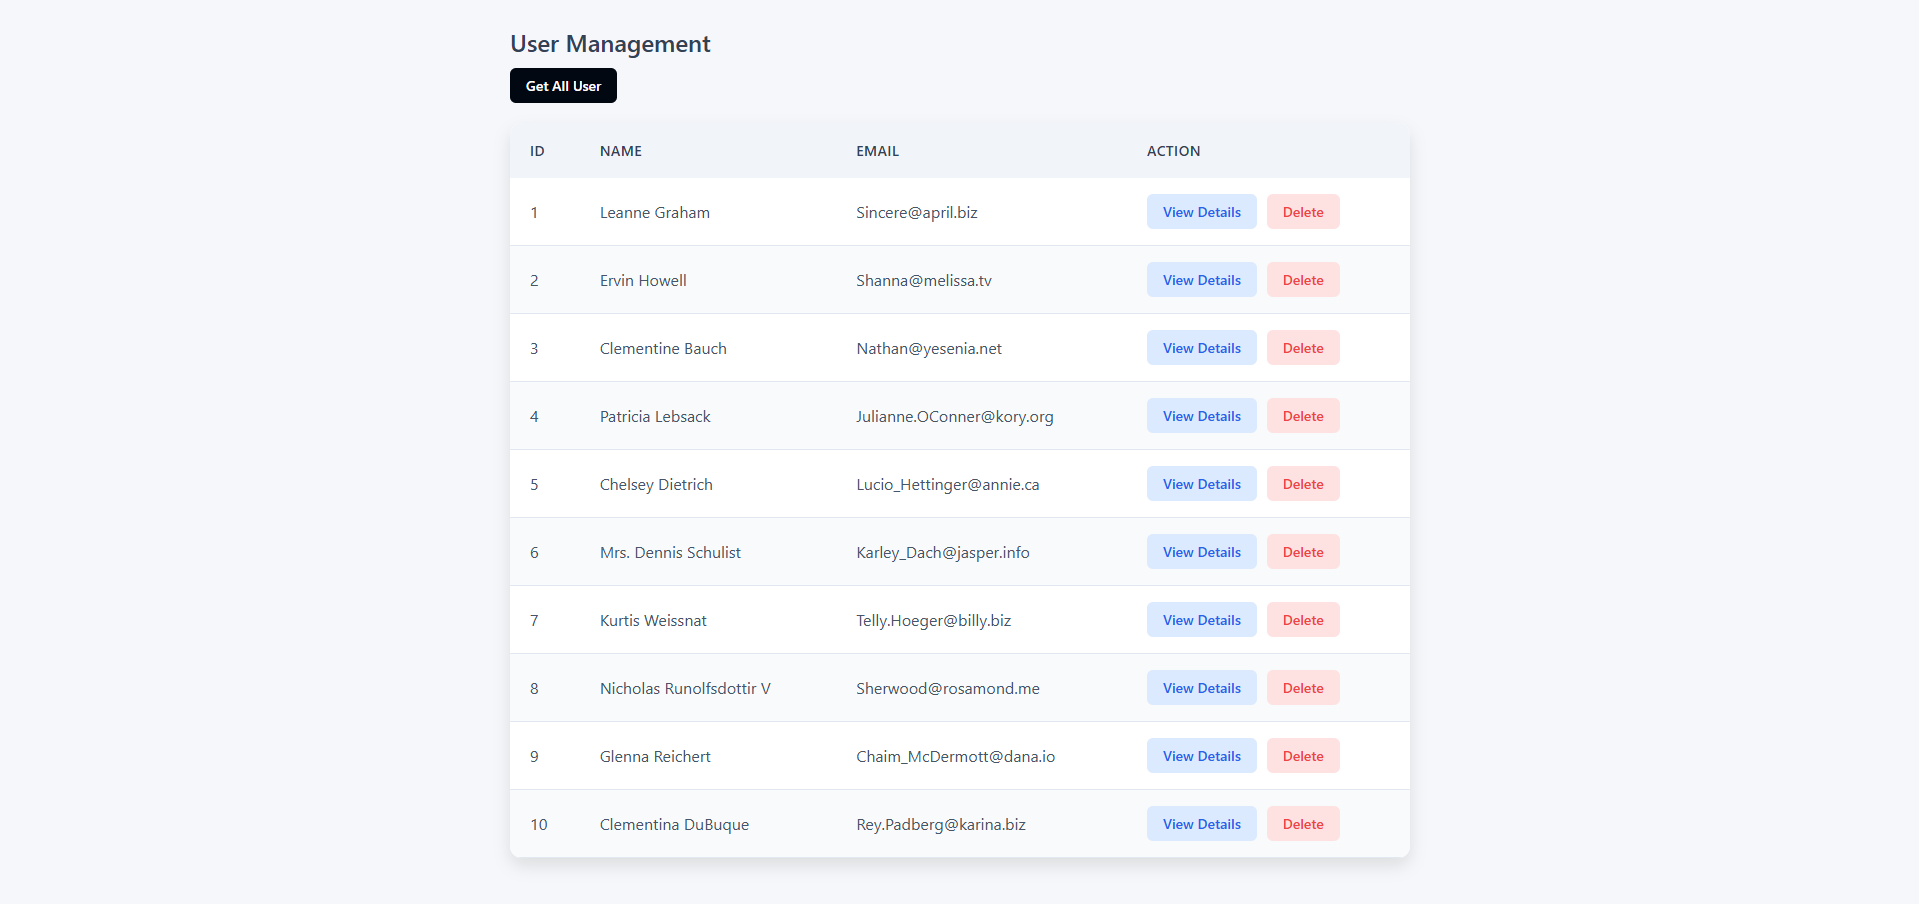 User Management
Get All User
ID NAME EMAIL ACTION
1 Leanne Graham Sincere@april.biz View Details Delete
2 Ervin Howell Shanna@melissa.tv View Details Delete
3 Clementine Bauch Nathan@yesenia.net View Details Delete
4 Patricia Lebsack Julianne.OConner@kory.org View Details Delete
5 Chelsey Dietrich Lucio_Hettinger@annie.ca View Details Delete
6 Mrs. Dennis Schulist Karley_Dach@jasper.info View Details Delete
7 Kurtis Weissnat Telly.Hoeger@billy.biz View Details Delete
8 Nicholas Runolfsdottir V Sherwood@rosamond.me View Details Delete
9 Glenna Reichert Chaim_McDermott@dana.io View Details Delete
10 Clementina DuBuque Rey.Padberg@karina.biz View Details Delete